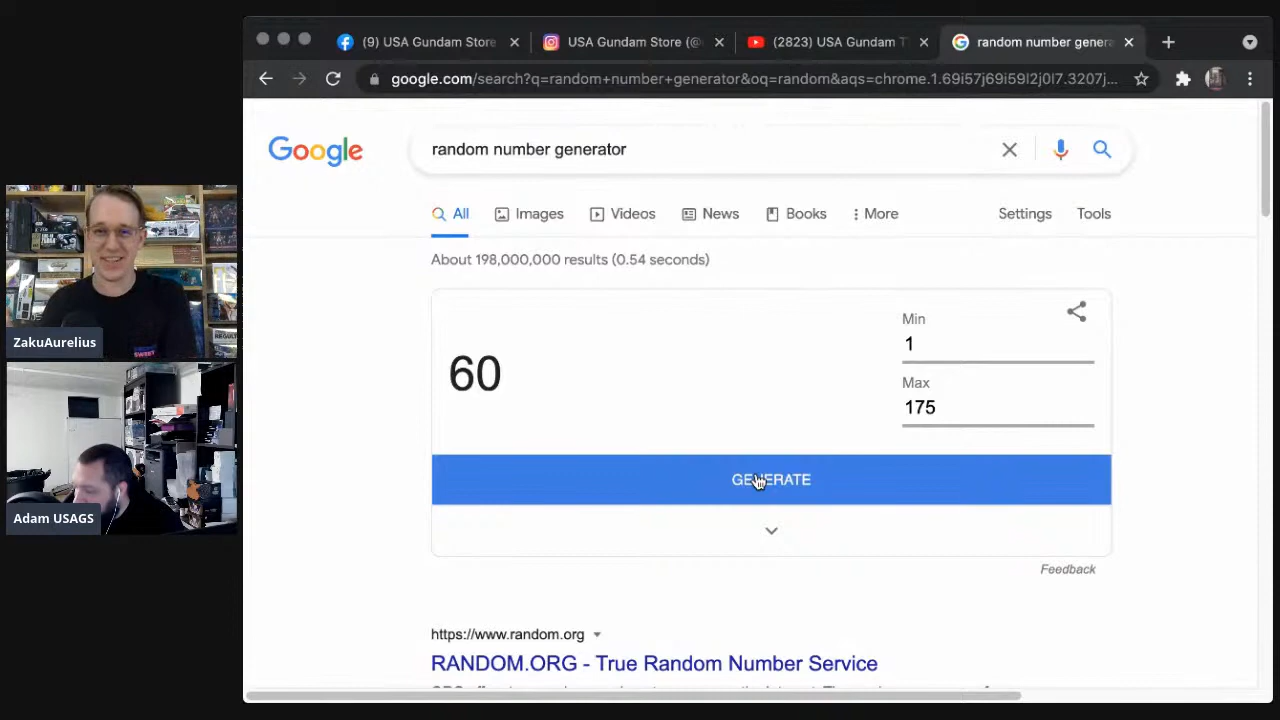 (9) USA Gundam Store
USA Gundam Store (@
(2823) USA Gundam T
random number genera
google.com/search?q=random+number+generator&oq=random&aqs=chrome.1.69i57j69i59l2j0l7.3207j...
Google
random number generator
All
Images
Videos
News
Books
More
Settings
Tools
About 198,000,000 results (0.54 seconds)
Min
1
60
Max
175
GENERATE
Feedback
https://www.random.org
RANDOM.ORG - True Random Number Service
ZakuAurelius
SWEET
Adam USAGS